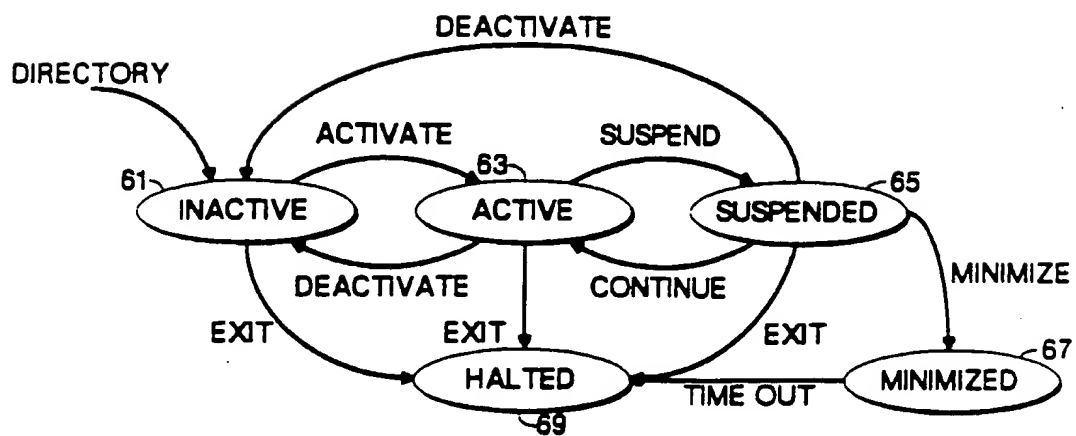 DEACTIVATE
DIRECTORY
ACTIVATE
SUSPEND
61
63
65
INACTIVE
ACTIVE
SUSPENDED
DEACTIVATE
CONTINUE
MINIMIZE
EXIT
EXIT
EXIT
67
HALTED
TIME OUT
MINIMIZED
69